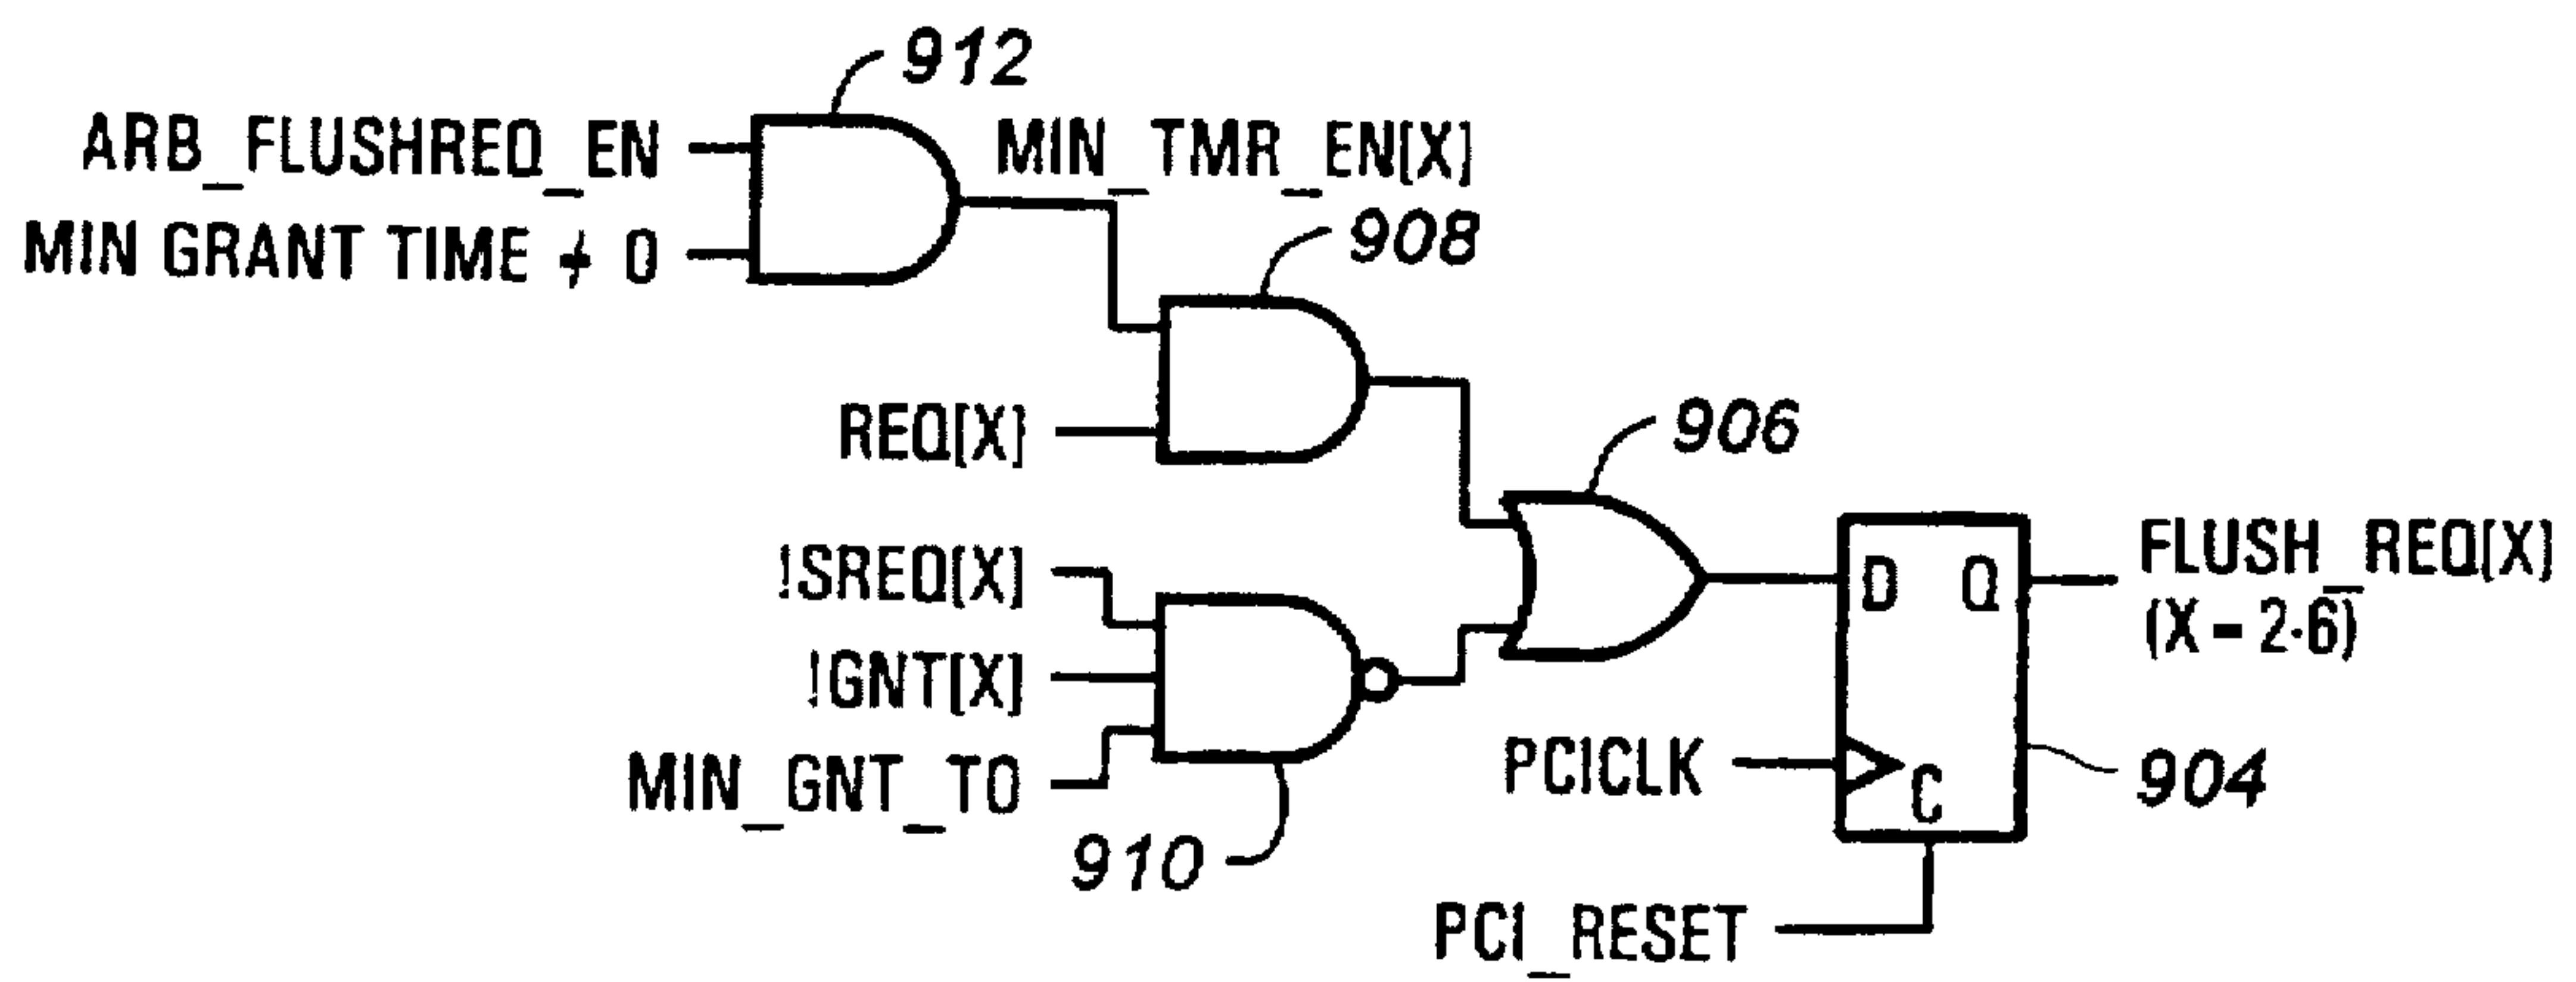 912
ARB_FLUSHREQ_EN
MIN_TMR_EN[X]
MIN GRANT TIME ≠ 0
908
REQ[X]
906
!SREQ[X]
!GNT[X]
MIN_GNT_TO
910
D Q
C
FLUSH_REQ[X]
(X = 2-6)
PCICLK
904
PCI_RESET